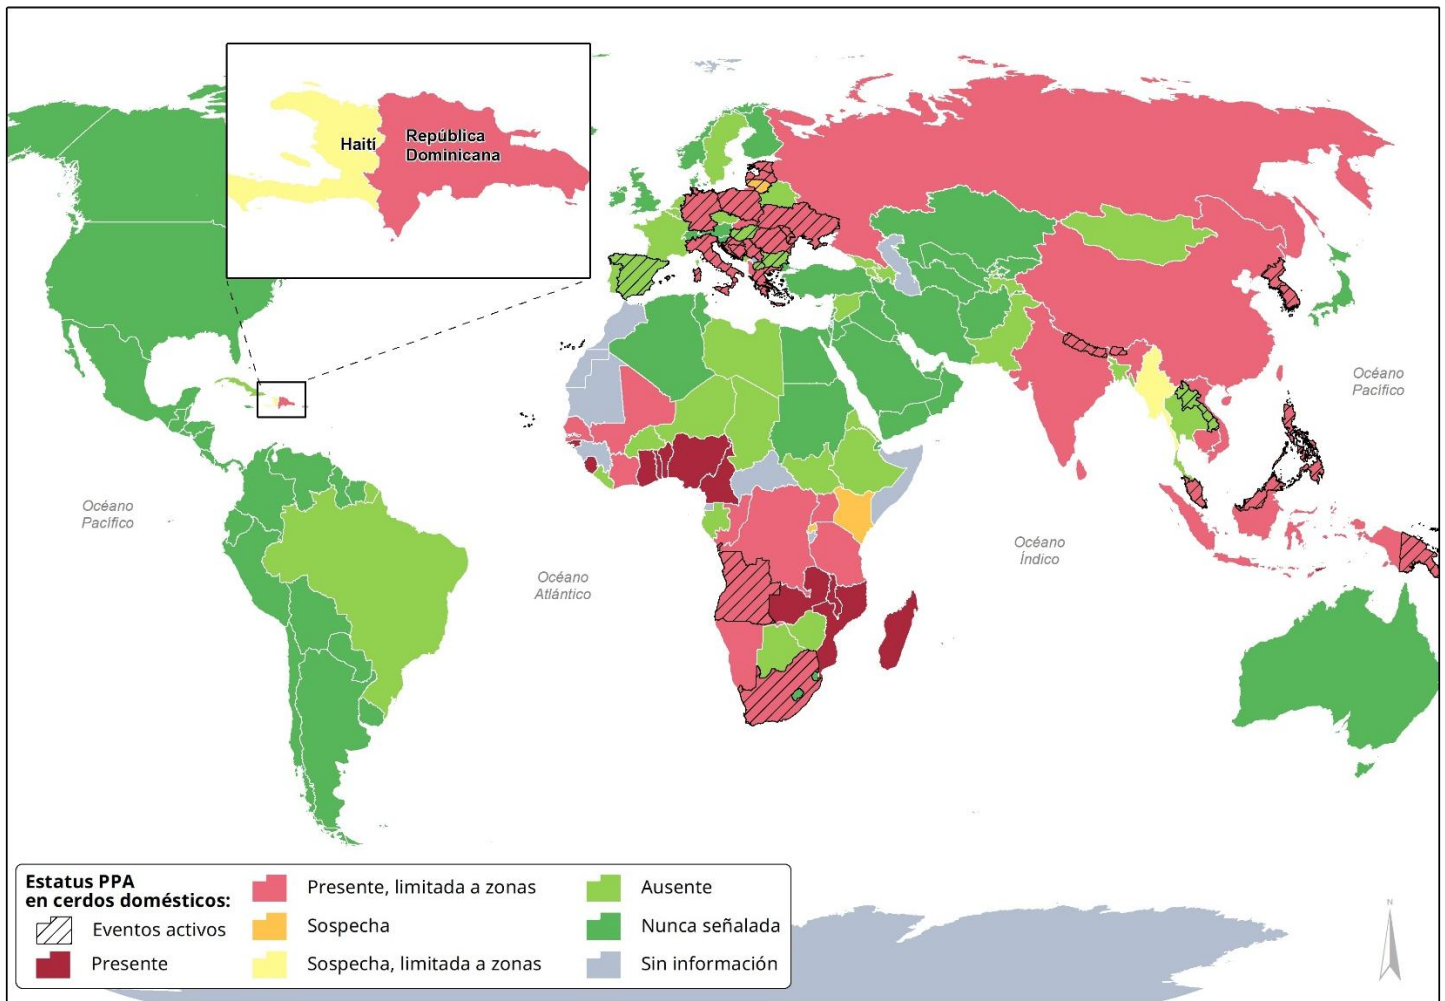 Haití
República
Dominicana
Océano
Pacífico
Océano
Pacífico
Océano
Índico
Océano
Atlántico
N
Estatus PPA
en cerdos domésticos:
Eventos activos
Presente
Presente, limitada a zonas
Sospecha
Sospecha, limitada a zonas
Ausente
Nunca señalada
Sin información